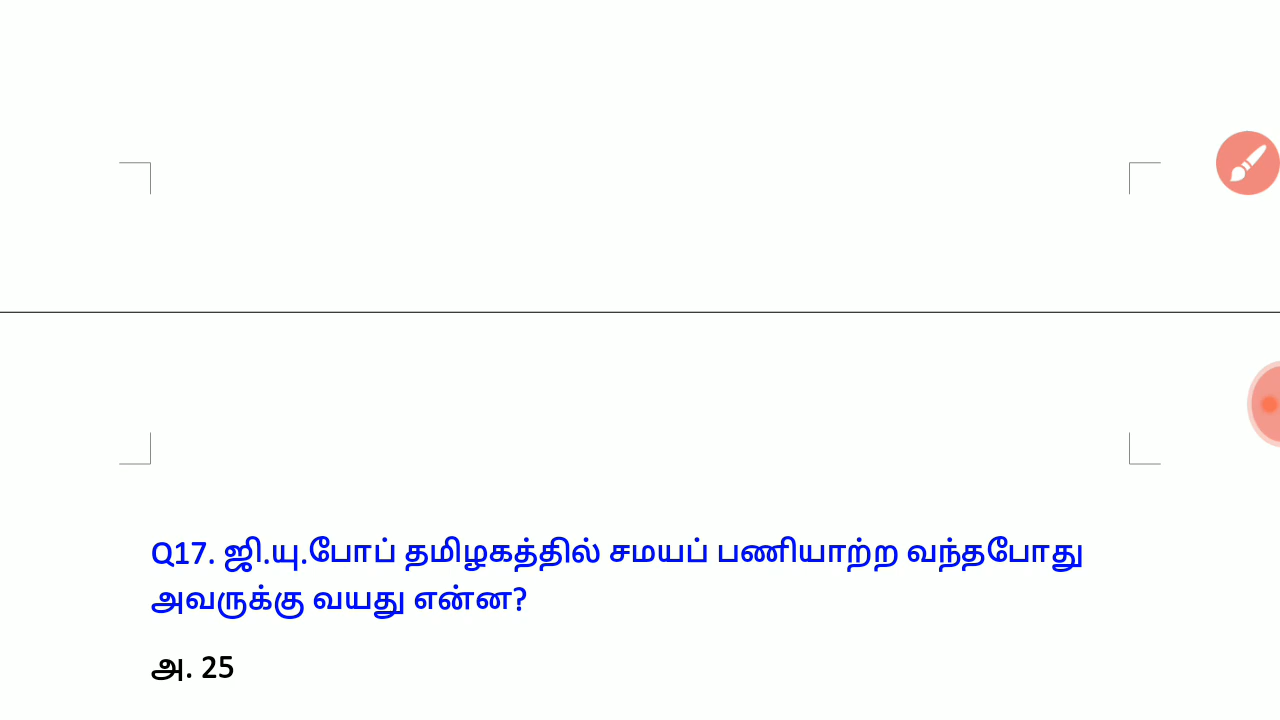 Q17. ஜி.யு.போப் தமிழகத்தில் சமயப் பணியாற்ற வந்தபோது
அவருக்கு வயது என்ன?
அ. 25